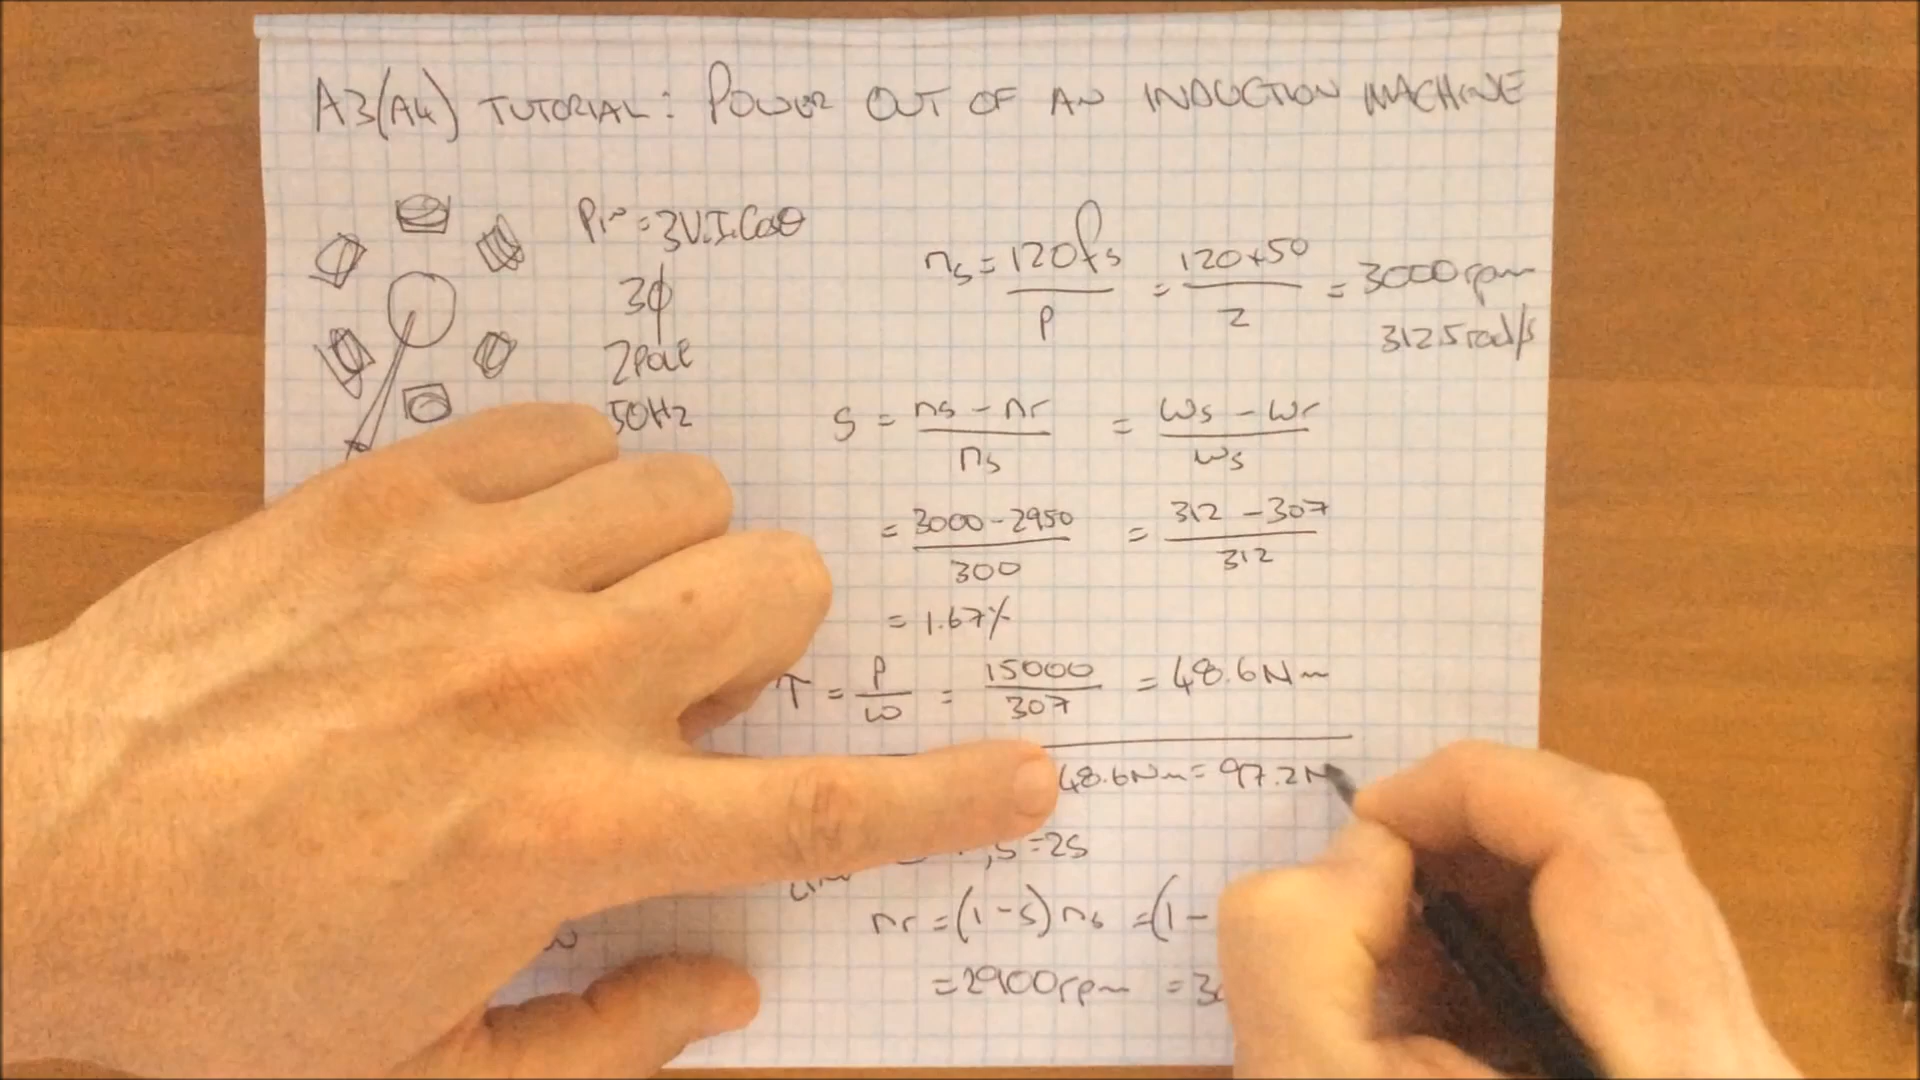 A3(A4) TUTORIAL: POWER OUT OF AN INDUCTION MACHINE
Pin = 3V.I.Cosθ
3ϕ
2Pole
50Hz
ns = 120fs / P = 120×50 / 2 = 3000rpm
312.5rad/s
S = ns - nr / ns = ωs - ωr / ωs
= 3000-2950 / 300 = 312 - 307 / 312
= 1.67%
T = P / ω = 15000 / 307 = 48.6Nm
48.6Nm = 97.2N
,S=2S
nr = (1-S) ns = (1-
= 2900rpm =